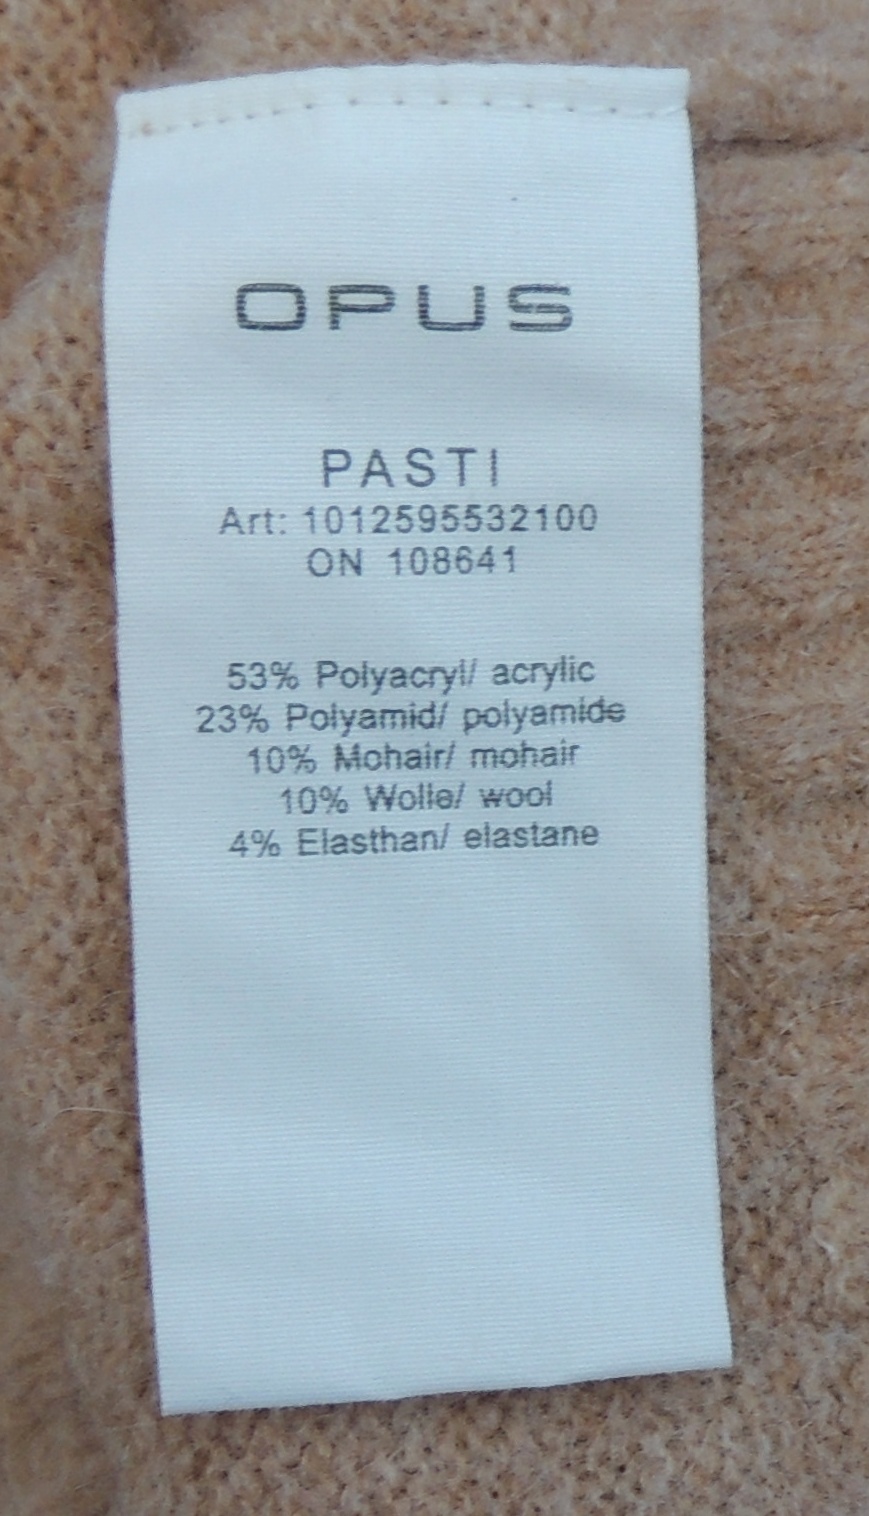 OPUS
PASTI
Art: 1012595532100
ON 108641
53% Polyacryl/ acrylic
23% Polyamid/ polyamide
10% Mohair/ mohair
10% Wolle/ wool
4% Elasthan/ elastane